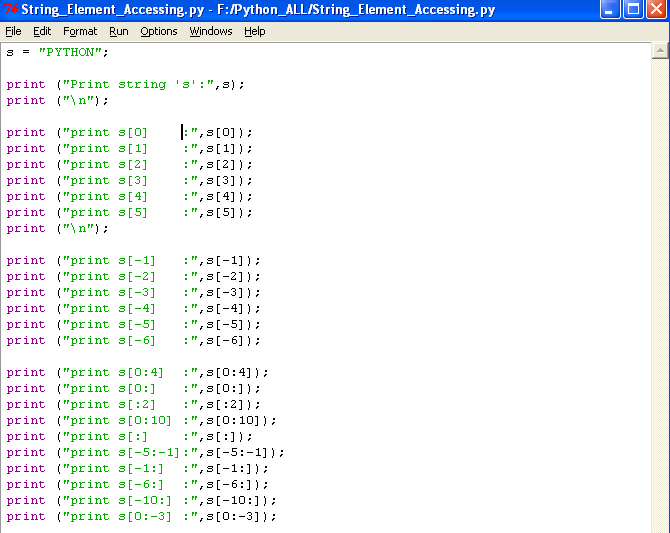 String_Element_Accessing.py - F:/Python_ALL/String_Element_Accessing.py
File Edit Format Run Options Windows Help
s = "PYTHON";
print ("Print string 's':",s);
print ("\n");
print ("print s[0]    :",s[0]);
print ("print s[1]    :",s[1]);
print ("print s[2]    :",s[2]);
print ("print s[3]    :",s[3]);
print ("print s[4]    :",s[4]);
print ("print s[5]    :",s[5]);
print ("\n");
print ("print s[-1]   :",s[-1]);
print ("print s[-2]   :",s[-2]);
print ("print s[-3]   :",s[-3]);
print ("print s[-4]   :",s[-4]);
print ("print s[-5]   :",s[-5]);
print ("print s[-6]   :",s[-6]);
print ("print s[0:4]  :",s[0:4]);
print ("print s[0:]   :",s[0:]);
print ("print s[:2]   :",s[:2]);
print ("print s[0:10] :",s[0:10]);
print ("print s[:]    :",s[:]);
print ("print s[-5:-1]:",s[-5:-1]);
print ("print s[-1:]  :",s[-1:]);
print ("print s[-6:]  :",s[-6:]);
print ("print s[-10:] :",s[-10:]);
print ("print s[0:-3] :",s[0:-3]);